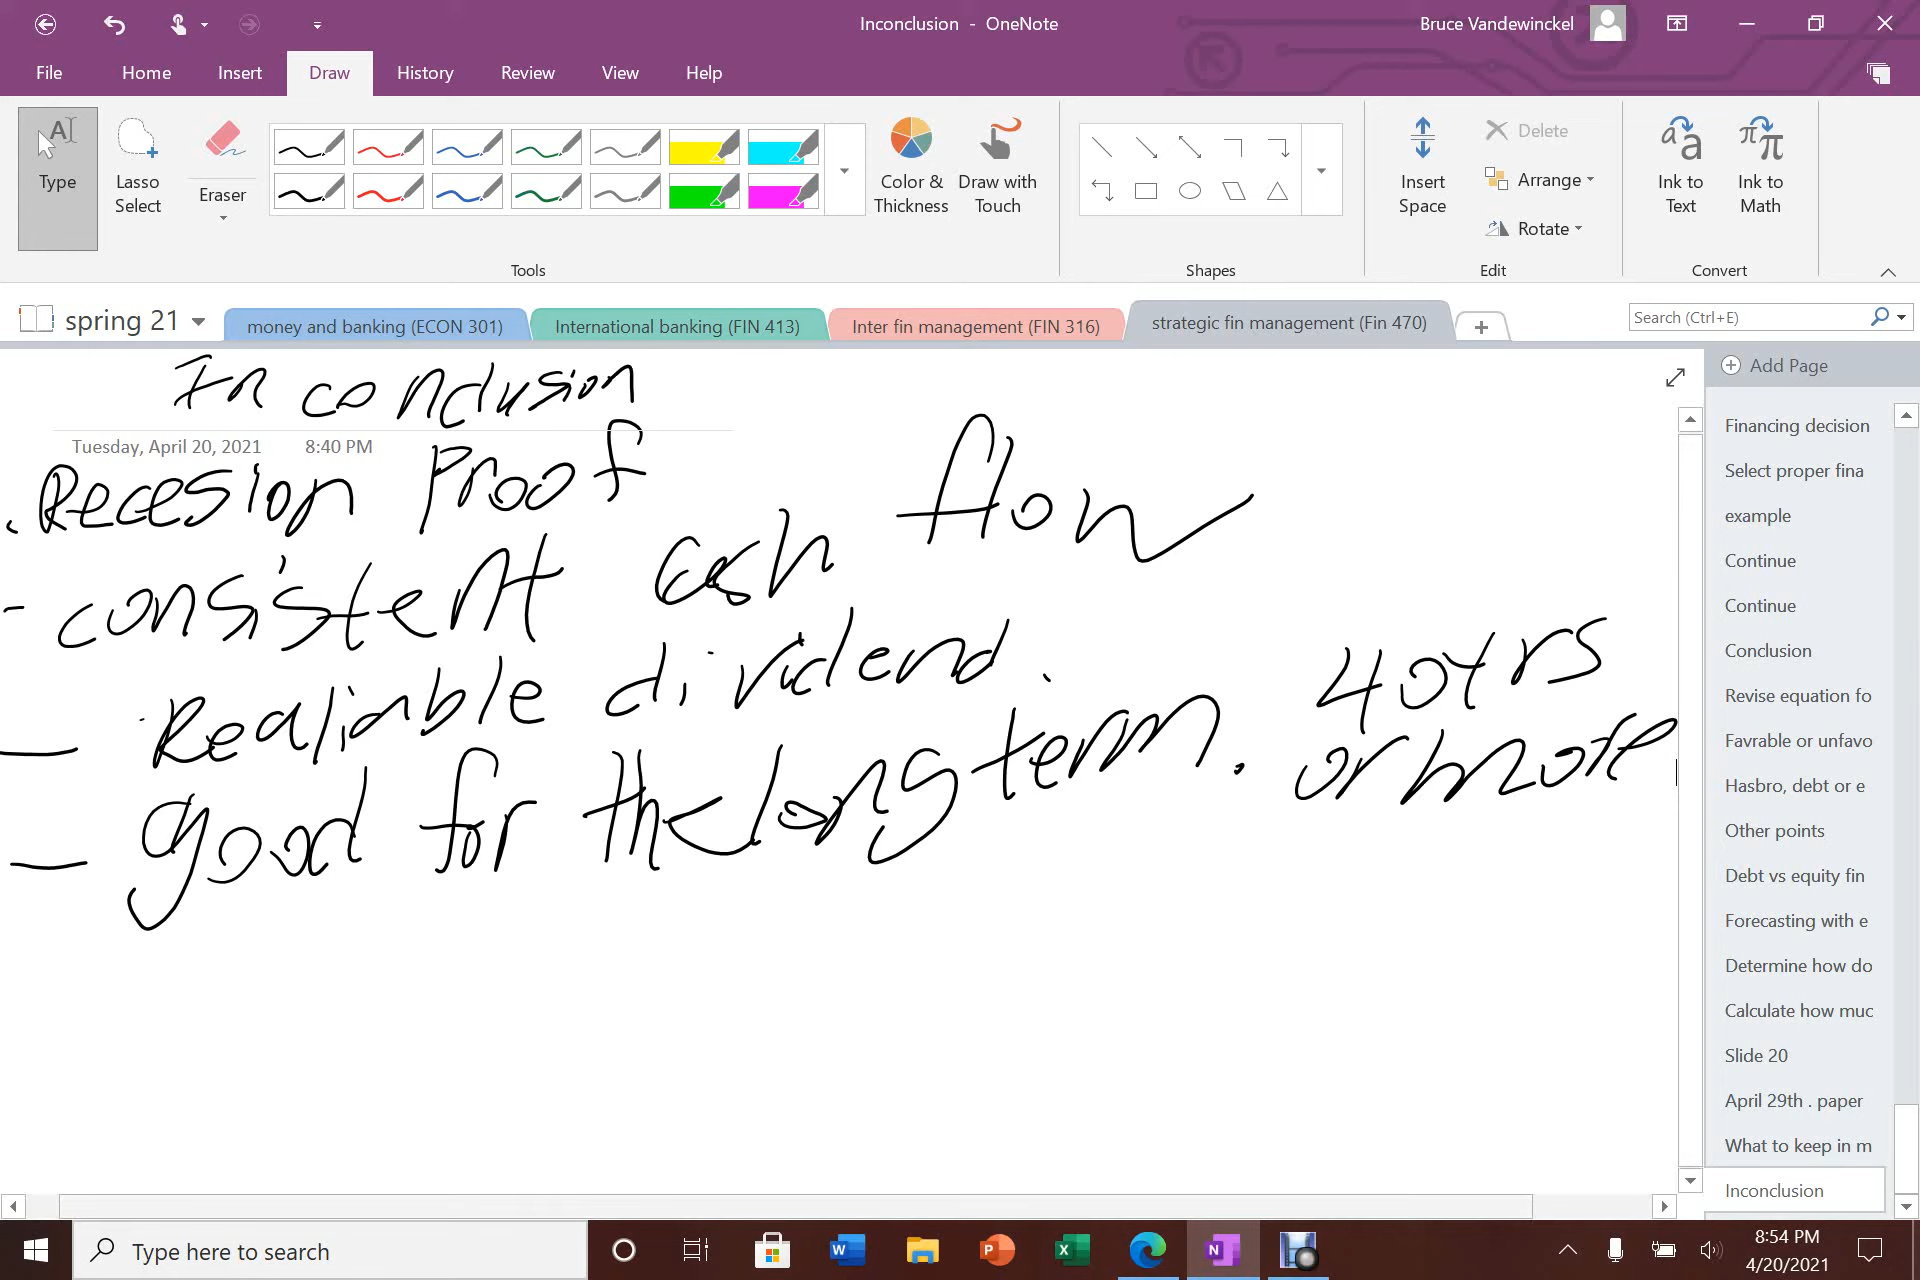 Inconclusion - OneNote
Bruce Vandewinckel
File Home Insert Draw History Review View Help
Type
Lasso Select
Eraser
Color & Thickness
Draw with Touch
Insert Space
Delete
Arrange
Rotate
Ink to Text
Ink to Math
Tools Shapes Edit Convert
spring 21
money and banking (ECON 301)
International banking (FIN 413)
Inter fin management (FIN 316)
strategic fin management (Fin 470)
Search (Ctrl+E)
In conclusion
Tuesday, April 20, 2021 8:40 PM
. Recesion Proof
- consistent cash flow
- Realiable dividend.
- good for the long term. 40 yrs
or more
Add Page
Financing decision
Select proper fina
example
Continue
Continue
Conclusion
Revise equation fo
Favrable or unfavo
Hasbro, debt or e
Other points
Debt vs equity fin
Forecasting with e
Determine how do
Calculate how muc
Slide 20
April 29th . paper
What to keep in m
Inconclusion
Type here to search
8:54 PM
4/20/2021